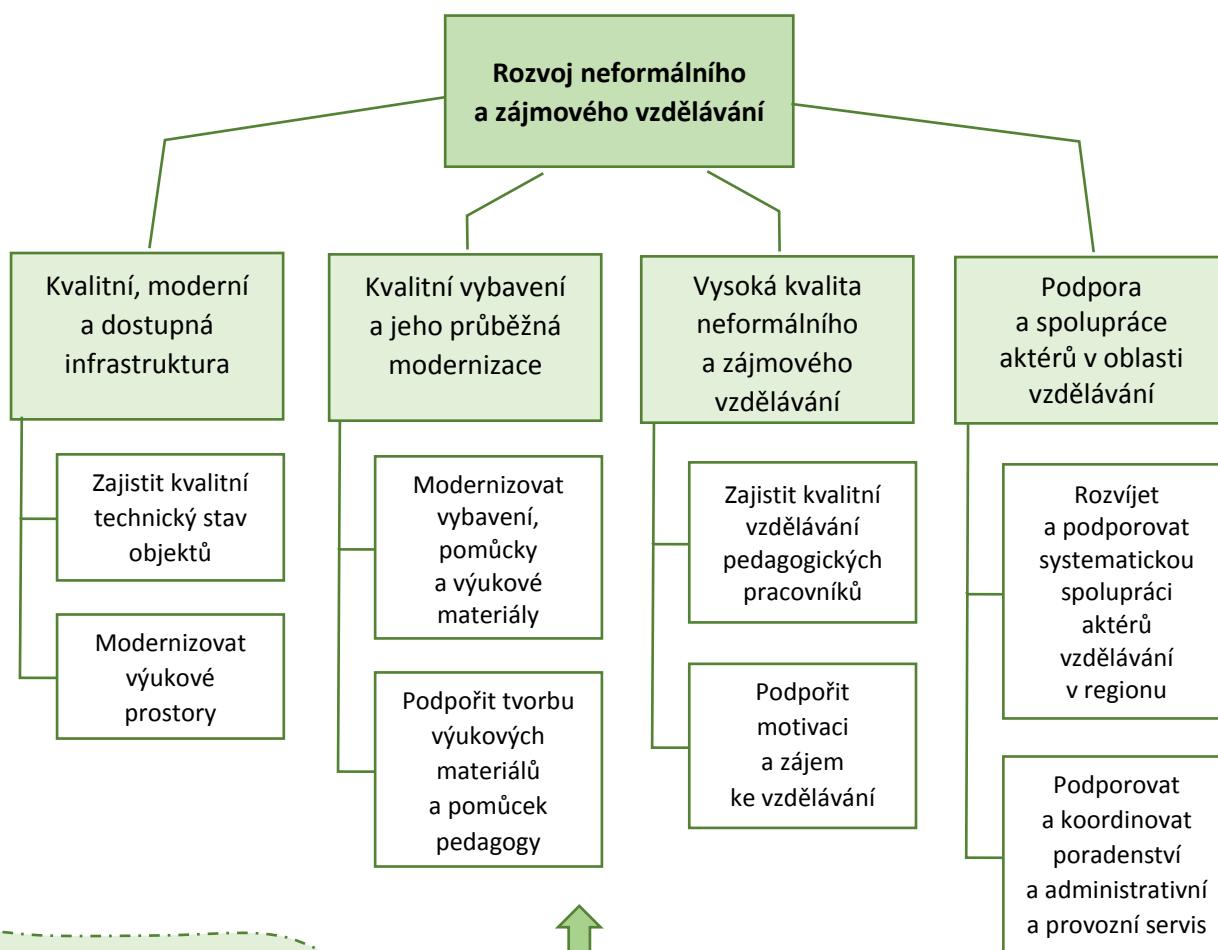 Rozvoj neformálního
a zájmového vzdělávání
Kvalitní, moderní
a dostupná
infrastruktura
Zajistit kvalitní
technický stav
objektů
Modernizovat
výukové
prostory
Kvalitní vybavení
a jeho průběžná
modernizace
Modernizovat
vybavení,
pomůcky
a výukové
materiály
Podpořit tvorbu
výukových
materiálů
a pomůcek
pedagogy
Vysoká kvalita
neformálního
a zájmového
vzdělávání
Zajistit kvalitní
vzdělávání
pedagogických
pracovníků
Podpořit
motivaci
a zájem
ke vzdělávání
Podpora
a spolupráce
aktérů v oblasti
vzdělávání
Rozvíjet
a podporovat
systematickou
spolupráci
aktérů
vzdělávání
v regionu
Podporovat
a koordinovat
poradenství
a administrativní
a provozní servis